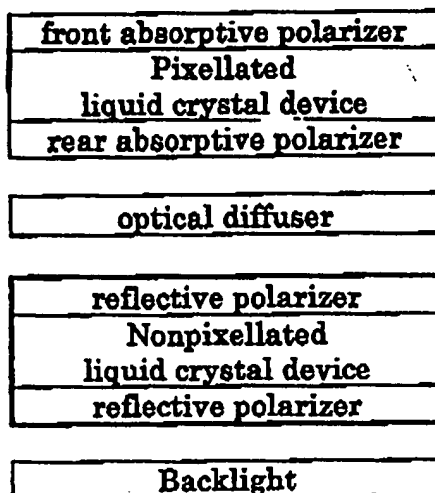 front absorptive polarizer
Pixellated
liquid crystal device
rear absorptive polarizer
optical diffuser
reflective polarizer
Nonpixellated
liquid crystal device
reflective polarizer
Backlight